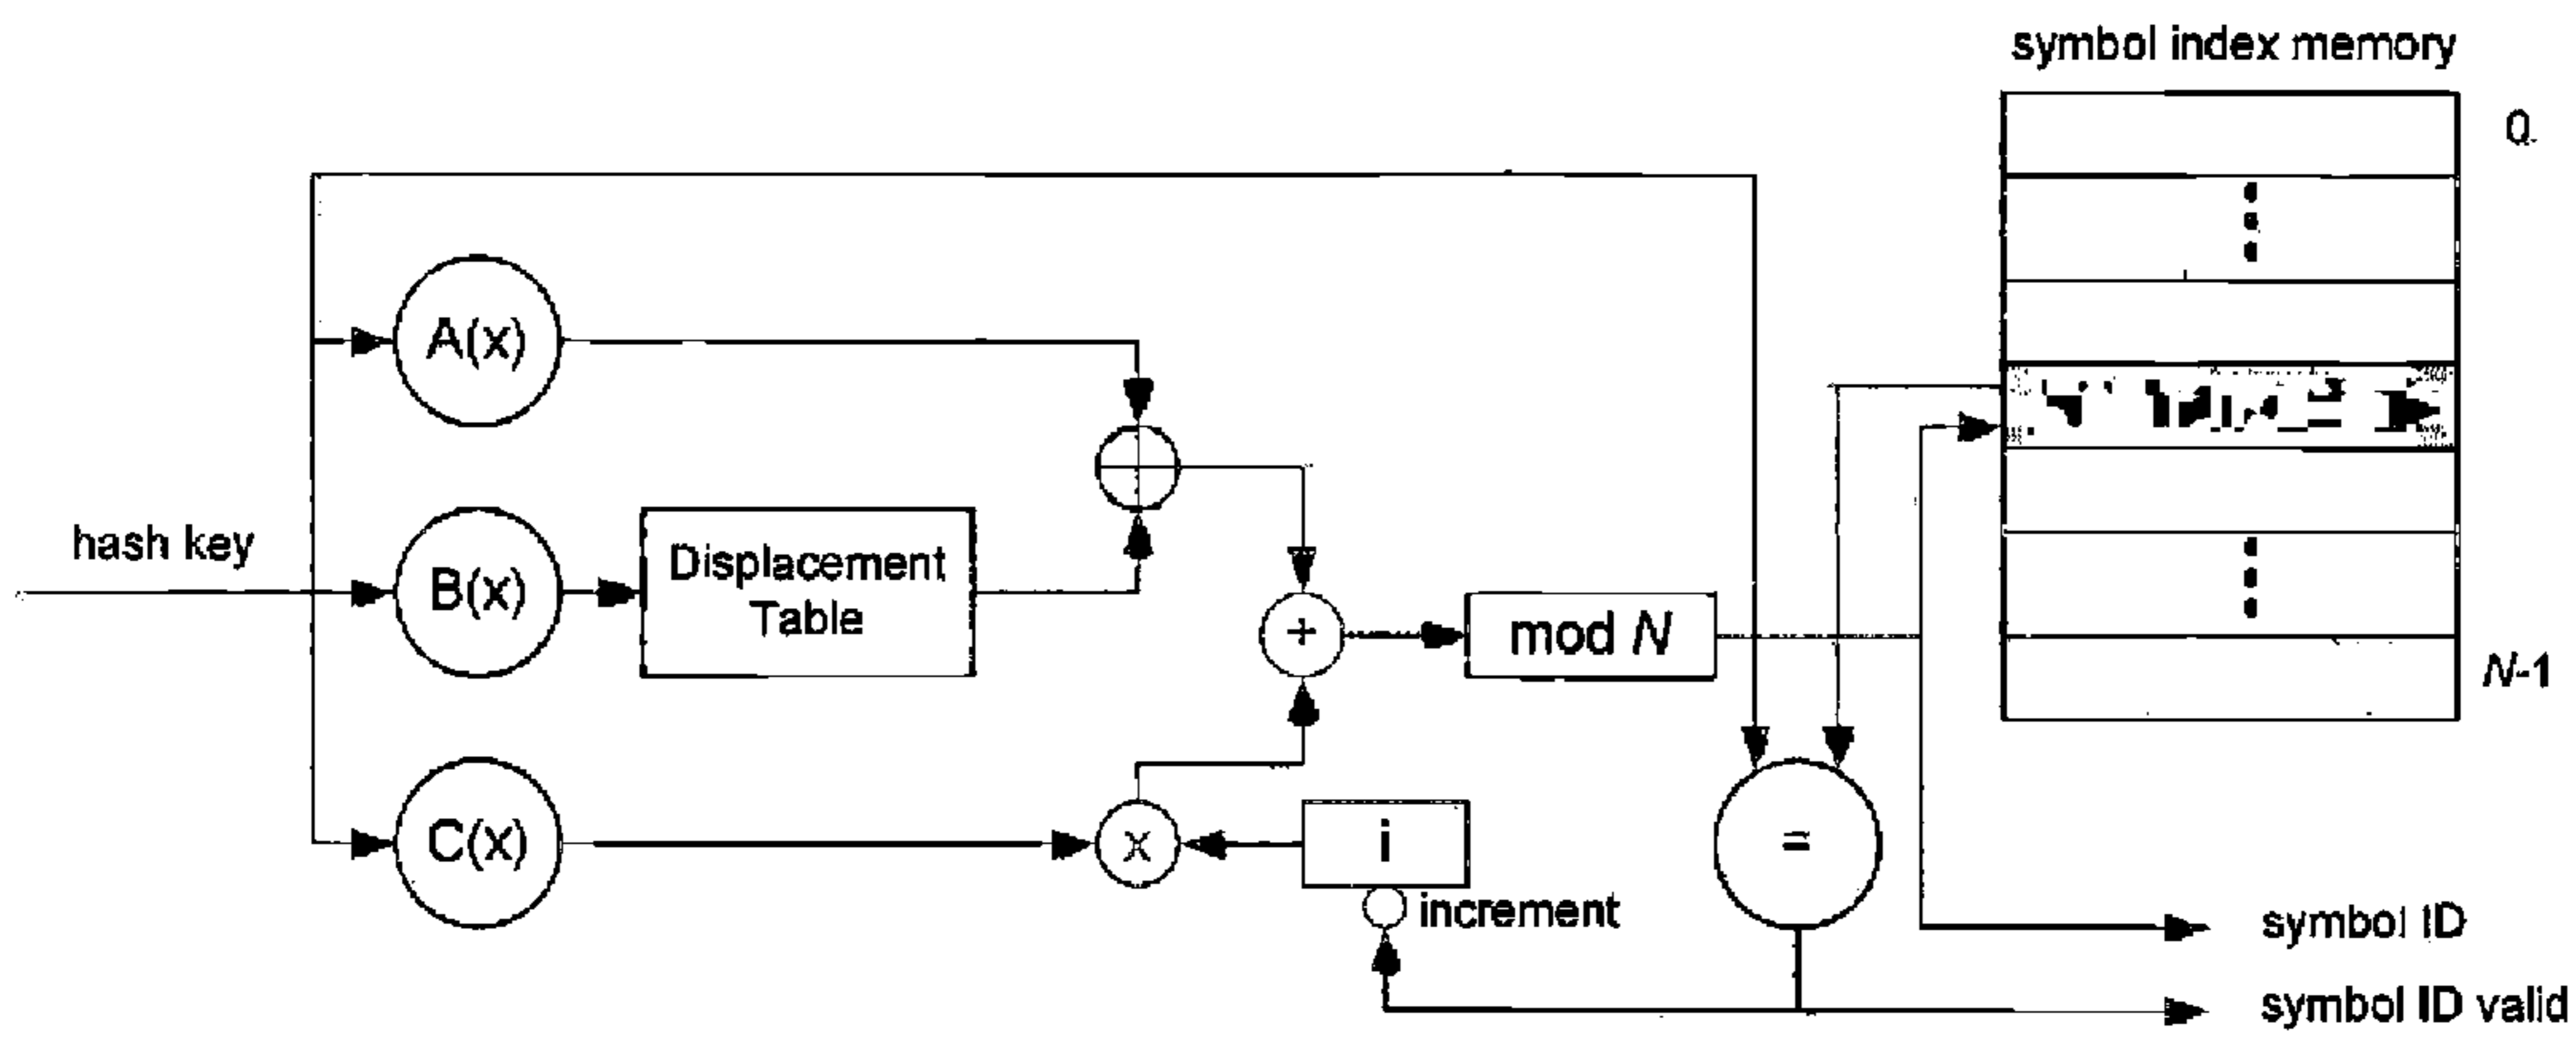 symbol index memory
0
A(x)
hash key
B(x)
Displacement
Table
+
mod N
N-1
C(x)
x
i
=
increment
symbol ID
symbol ID valid